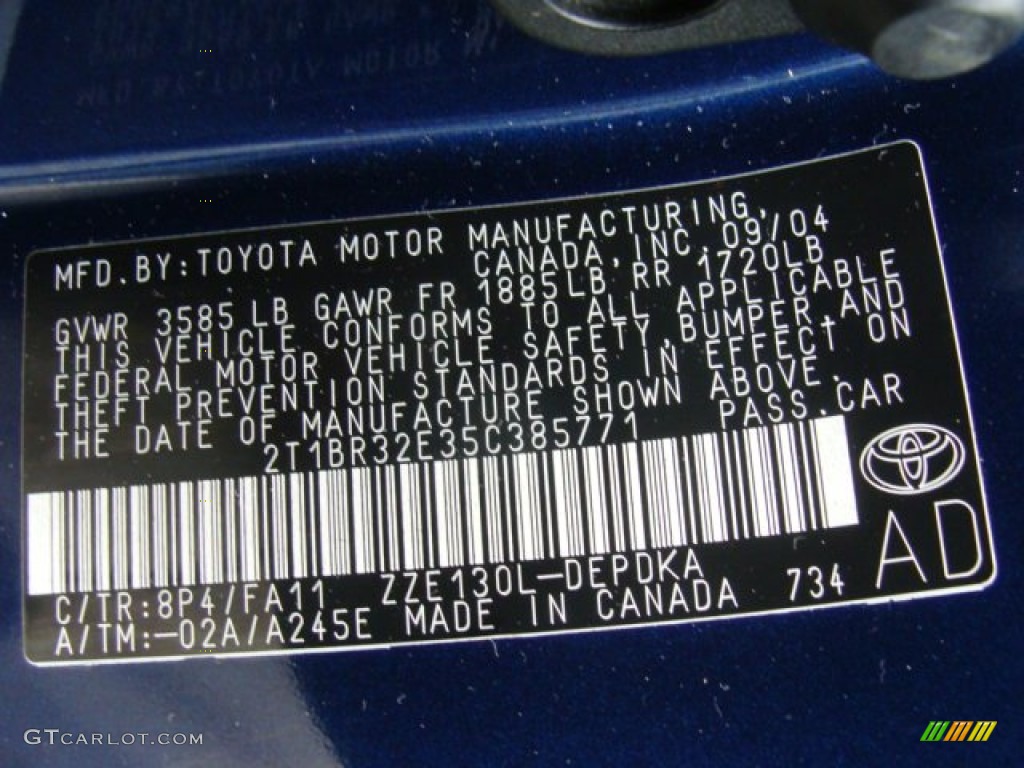 MFD.BY:TOYOTA MOTOR MANUFACTURING,
CANADA, INC. 09/04
GVWR 3585 LB GAWR FR 1885LB RR 1720LB
THIS VEHICLE CONFORMS TO ALL APPLICABLE
FEDERAL MOTOR VEHICLE SAFETY, BUMPER, AND
THEFT PREVENTION STANDARDS IN EFFECT ON
THE DATE OF MANUFACTURE SHOWN ABOVE.
2T1BR32E35C385771 PASS. CAR
C/TR:8P4/FA11 ZZE130L-DEPDKA
A/TM:-02A/A245E MADE IN CANADA 734
AD
GTCARLOT.COM